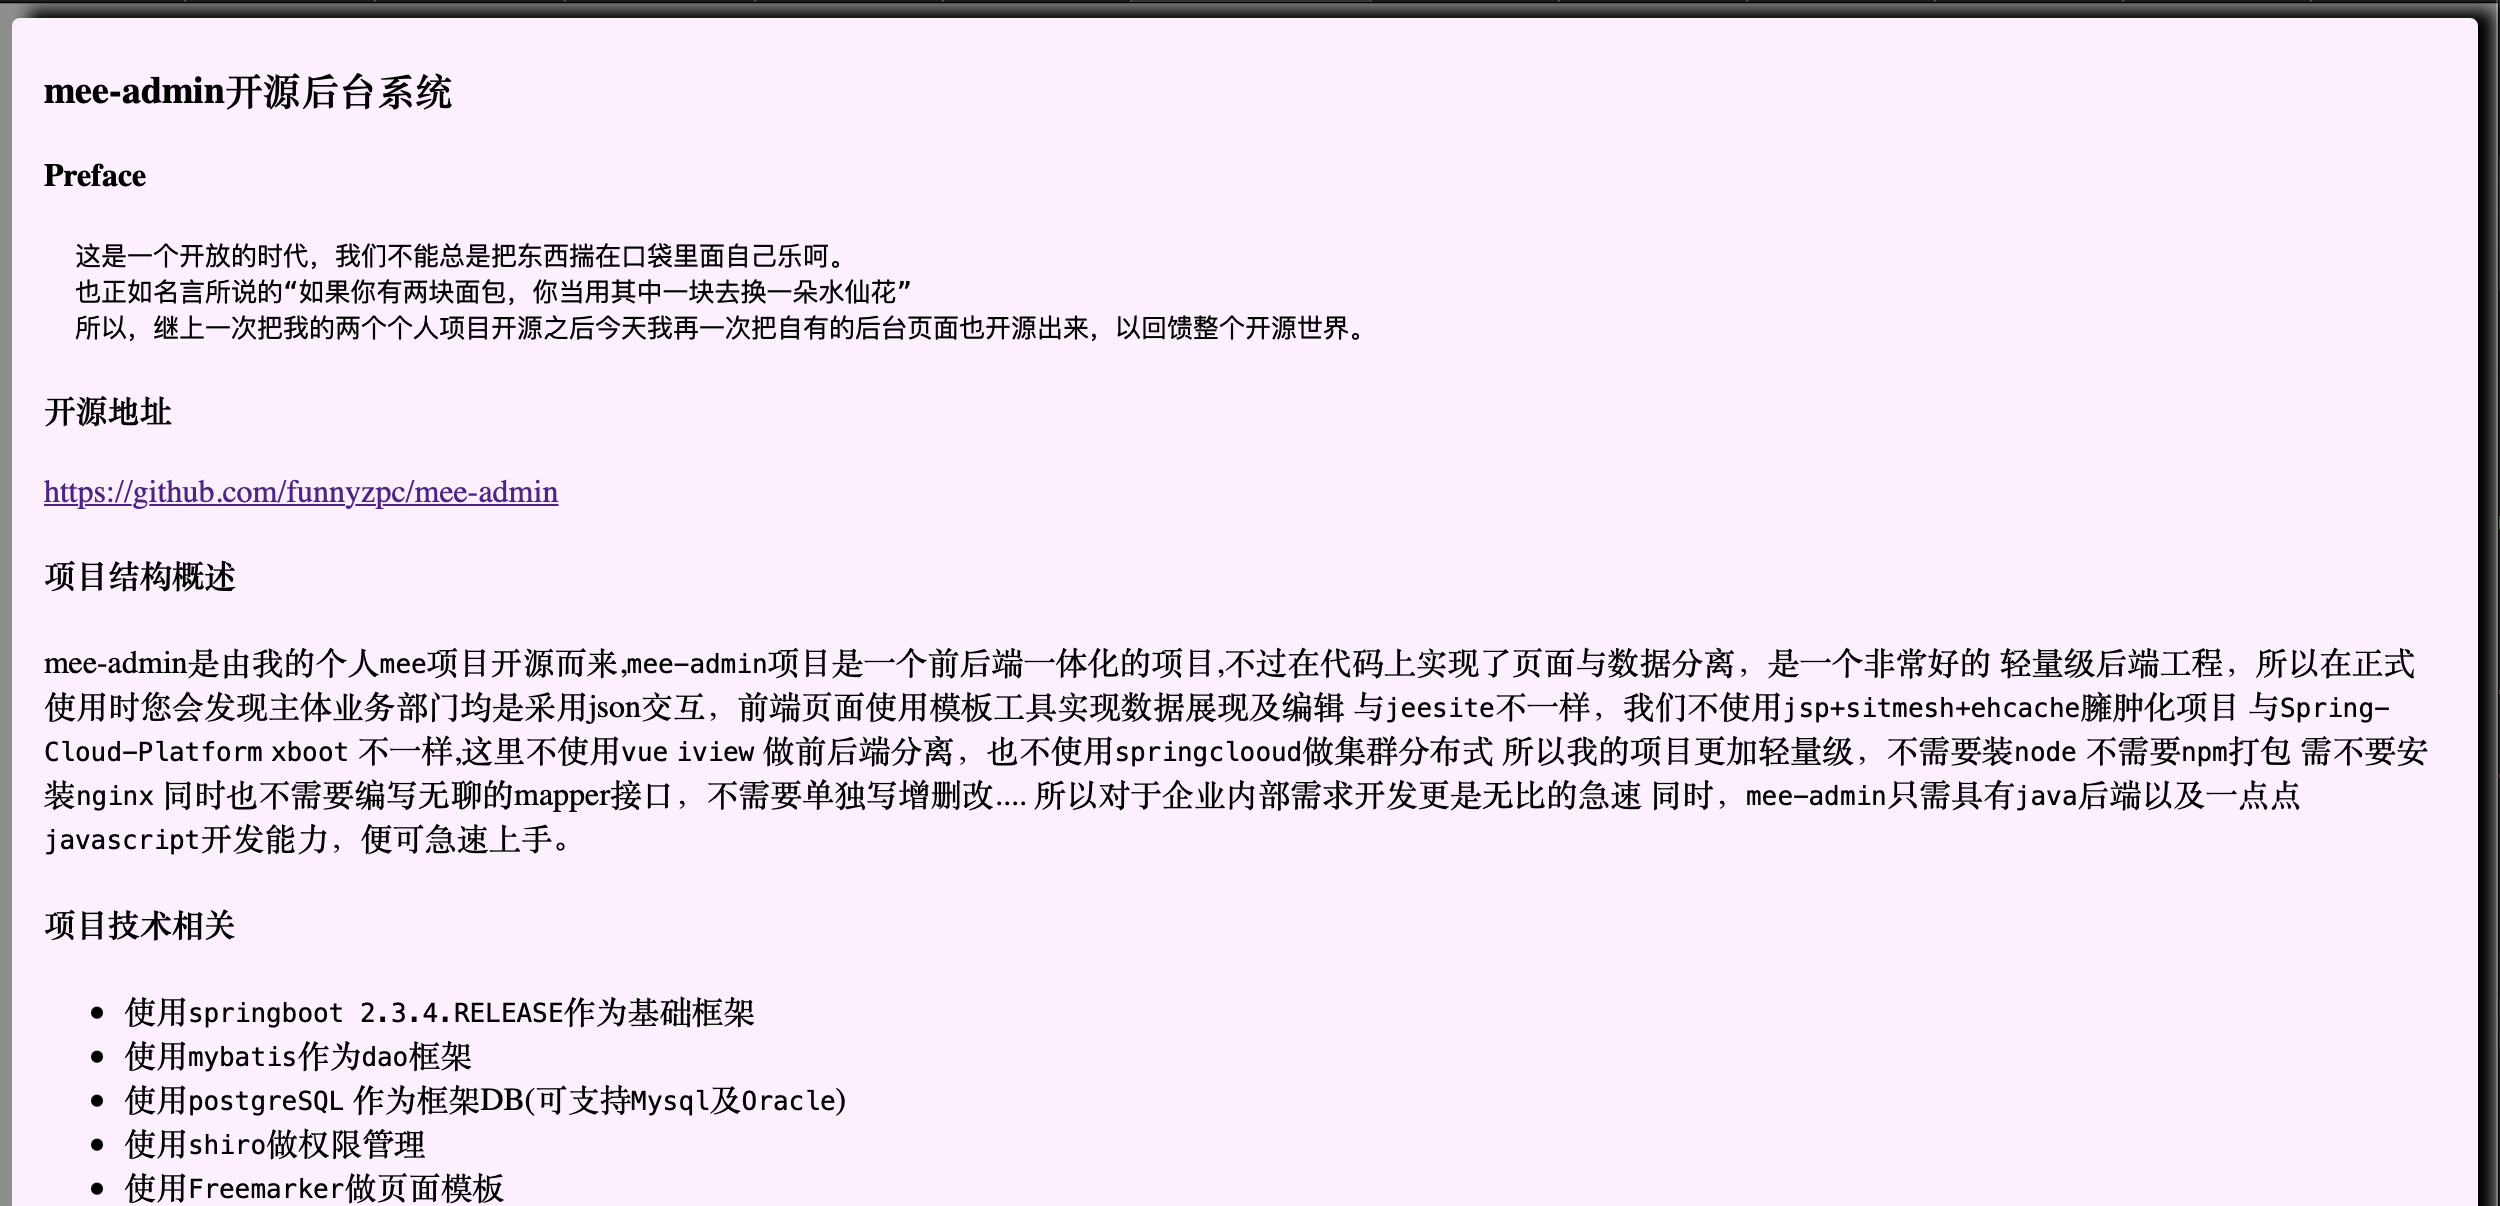 mee-admin开源后台系统
Preface
这是一个开放的时代，我们不能总是把东西揣在口袋里面自己乐呵。
也正如名言所说的“如果你有两块面包，你当用其中一块去换一朵水仙花”
所以，继上一次把我的两个个人项目开源之后今天我再一次把自有的后台页面也开源出来，以回馈整个开源世界。
开源地址
https://github.com/funnyzpc/mee-admin
项目结构概述
mee-admin是由我的个人mee项目开源而来,mee-admin项目是一个前后端一体化的项目,不过在代码上实现了页面与数据分离，是一个非常好的 轻量级后端工程，所以在正式
使用时您会发现主体业务部门均是采用json交互，前端页面使用模板工具实现数据展现及编辑 与jeesite不一样，我们不使用jsp+sitmesh+ehcache臃肿化项目 与Spring-
Cloud-Platform xboot 不一样,这里不使用vue iview 做前后端分离，也不使用springclooud做集群分布式 所以我的项目更加轻量级，不需要装node 不需要npm打包 需不要安
装nginx 同时也不需要编写无聊的mapper接口，不需要单独写增删改.... 所以对于企业内部需求开发更是无比的急速 同时，mee-admin只需具有java后端以及一点点
javascript开发能力，便可急速上手。
项目技术相关
• 使用springboot 2.3.4.RELEASE作为基础框架
• 使用mybatis作为dao框架
• 使用postgreSQL 作为框架DB(可支持Mysql及Oracle)
• 使用shiro做权限管理
• 使用Freemarker做页面模板